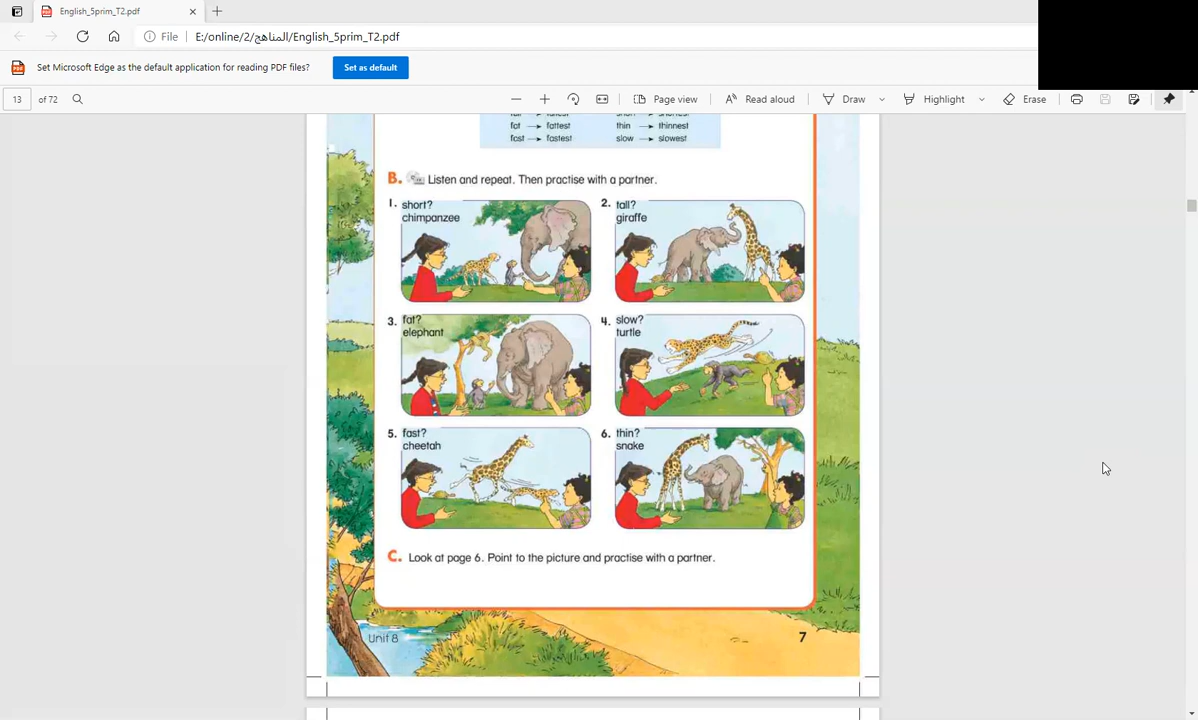 English_5prim_T2.pdf
File E:/online/2/المناهج/English_5prim_T2.pdf
Set Microsoft Edge as the default application for reading PDF files? Set as default
13 of 72 Page view Read aloud Draw Highlight Erase
fat → fattest thin → thinnest
fast → fastest slow → slowest
B. Listen and repeat. Then practise with a partner.
1. short?
chimpanzee
2. tall?
giraffe
3. fat?
elephant
4. slow?
turtle
5. fast?
cheetah
6. thin?
snake
C. Look at page 6. Point to the picture and practise with a partner.
Unit 8
7